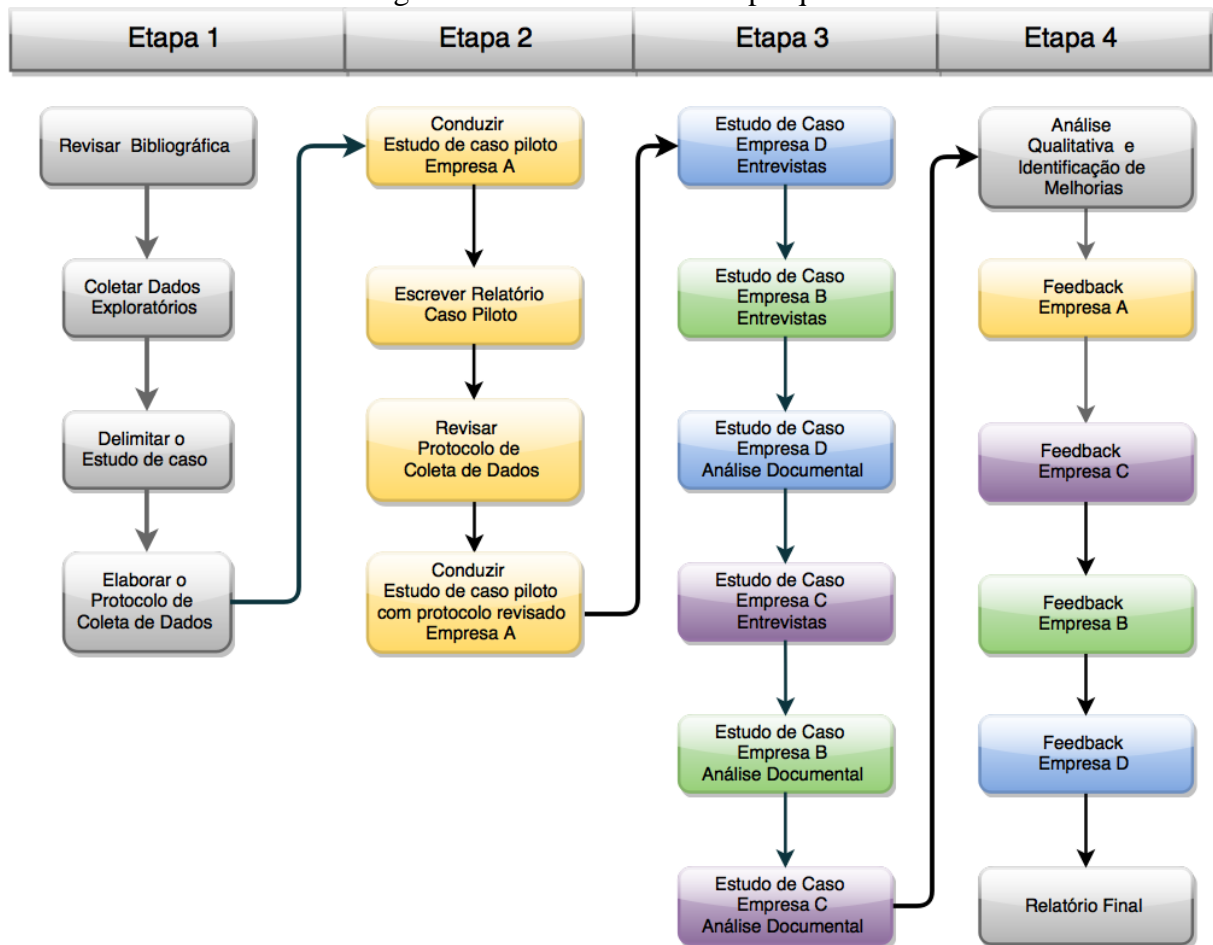 Etapa 1
Etapa 2
Etapa 3
Etapa 4
Revisar Bibliográfica
Coletar Dados
Exploratórios
Delimitar o
Estudo de caso
Elaborar o
Protocolo de
Coleta de Dados
Conduzir
Estudo de caso piloto
Empresa A
Escrever Relatório
Caso Piloto
Revisar
Protocolo de
Coleta de Dados
Conduzir
Estudo de caso piloto
com protocolo revisado
Empresa A
Estudo de Caso
Empresa D
Entrevistas
Estudo de Caso
Empresa B
Entrevistas
Estudo de Caso
Empresa D
Análise Documental
Estudo de Caso
Empresa C
Entrevistas
Estudo de Caso
Empresa B
Análise Documental
Estudo de Caso
Empresa C
Análise Documental
Análise
Qualitativa e
Identificação de
Melhorias
Feedback
Empresa A
Feedback
Empresa C
Feedback
Empresa B
Feedback
Empresa D
Relatório Final